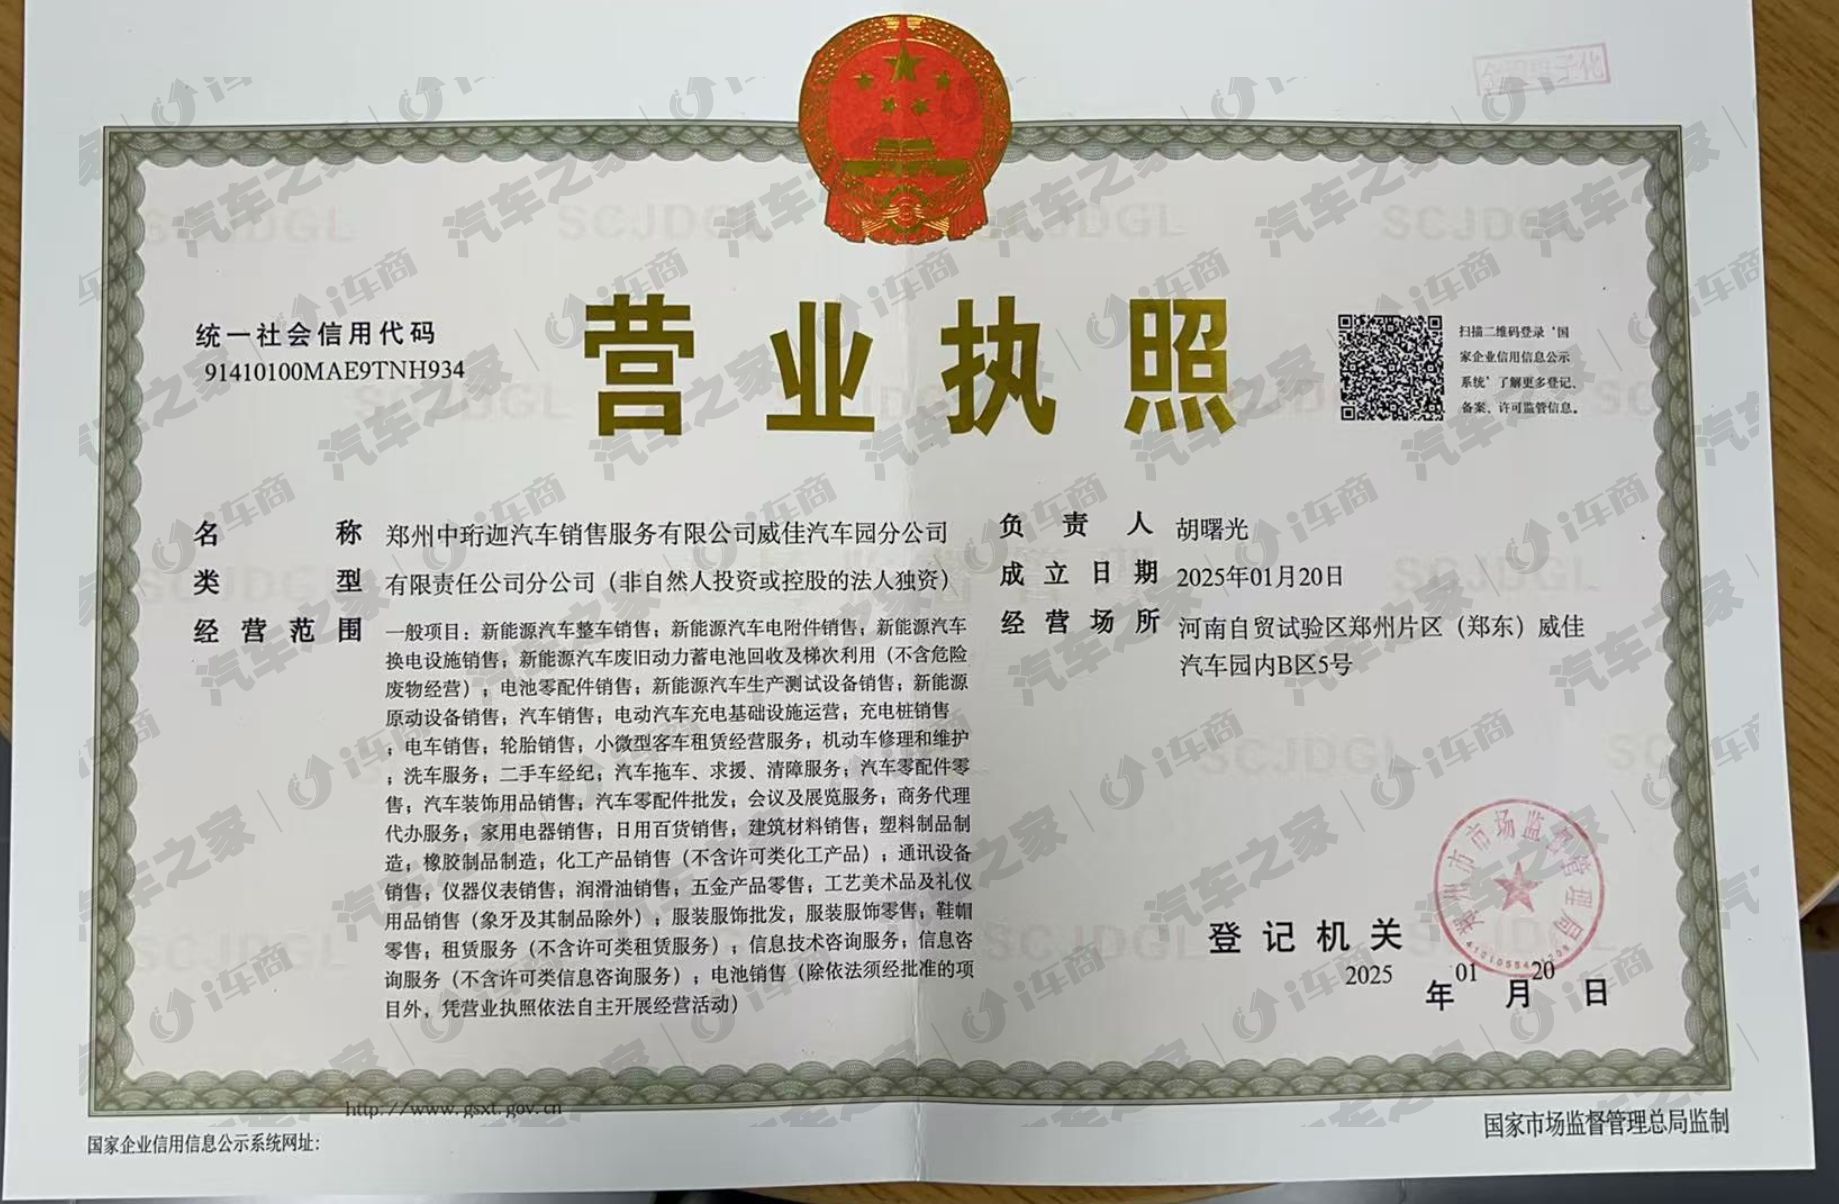 统一社会信用代码
91410100MAE9TNH934
营业执照
扫描二维码登录‘国
家企业信用信息公示
系统’了解更多登记、
备案、许可监管信息。
名称 郑州中珩迦汽车销售服务有限公司威佳汽车园分公司
类型 有限责任公司分公司（非自然人投资或控股的法人独资）
经营范围 一般项目：新能源汽车整车销售；新能源汽车电附件销售；新能源汽车
换电设施销售；新能源汽车废旧动力蓄电池回收及梯次利用（不含危险
废物经营）；电池零配件销售；新能源汽车生产测试设备销售；新能源
原动设备销售；汽车销售；电动汽车充电基础设施运营；充电桩销售
；电车销售；轮胎销售；小微型客车租赁经营服务；机动车修理和维护
；洗车服务；二手车经纪；汽车拖车、求援、清障服务；汽车零配件零
售；汽车装饰用品销售；汽车零配件批发；会议及展览服务；商务代理
代办服务；家用电器销售；日用百货销售；建筑材料销售；塑料制品制
造；橡胶制品制造；化工产品销售（不含许可类化工产品）；通讯设备
销售；仪器仪表销售；润滑油销售；五金产品零售；工艺美术品及礼仪
用品销售（象牙及其制品除外）；服装服饰批发；服装服饰零售；鞋帽
零售；租赁服务（不含许可类租赁服务）；信息技术咨询服务；信息咨
询服务（不含许可类信息咨询服务）；电池销售（除依法须经批准的项
目外，凭营业执照依法自主开展经营活动）
负责人 胡曙光
成立日期 2025年01月20日
经营场所 河南自贸试验区郑州片区（郑东）威佳
汽车园内B区5号
郑州市市场监督管理局
登记机关
2025年01月20日
http://www.gsxt.gov.cn
国家企业信用信息公示系统网址：
国家市场监督管理总局监制
SCJDGL
汽车之家 | i车商